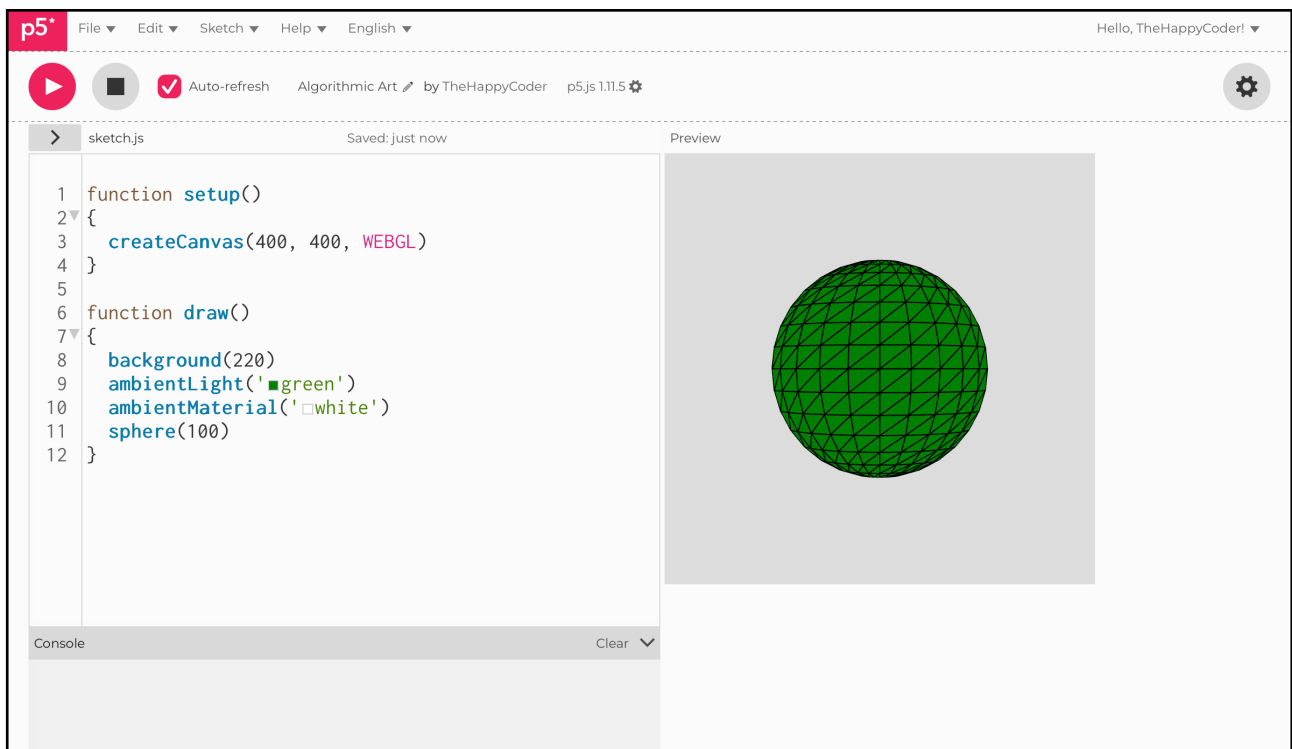 p5* File Edit Sketch Help English Hello, TheHappyCoder!
Auto-refresh Algorithmic Art by TheHappyCoder p5.js 1.11.5
sketch.js Saved: just now Preview
1 function setup()
2 {
3 createCanvas(400, 400, WEBGL)
4 }
5
6 function draw()
7 {
8 background(220)
9 ambientLight('green')
10 ambientMaterial('white')
11 sphere(100)
12 }
Console Clear